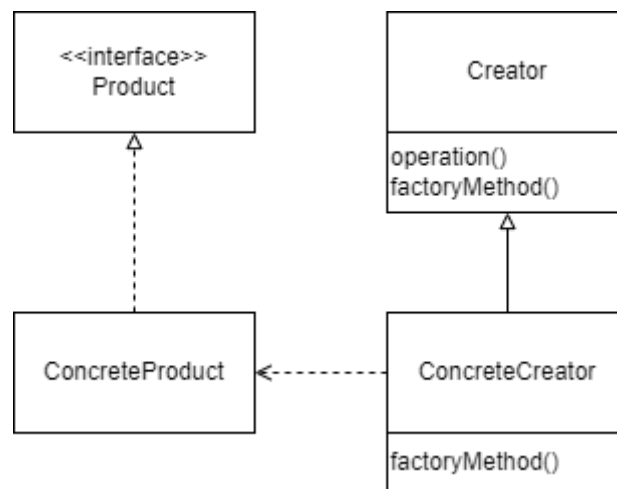 <<interface>>
Product
Creator
operation()
factoryMethod()
ConcreteProduct
ConcreteCreator
factoryMethod()